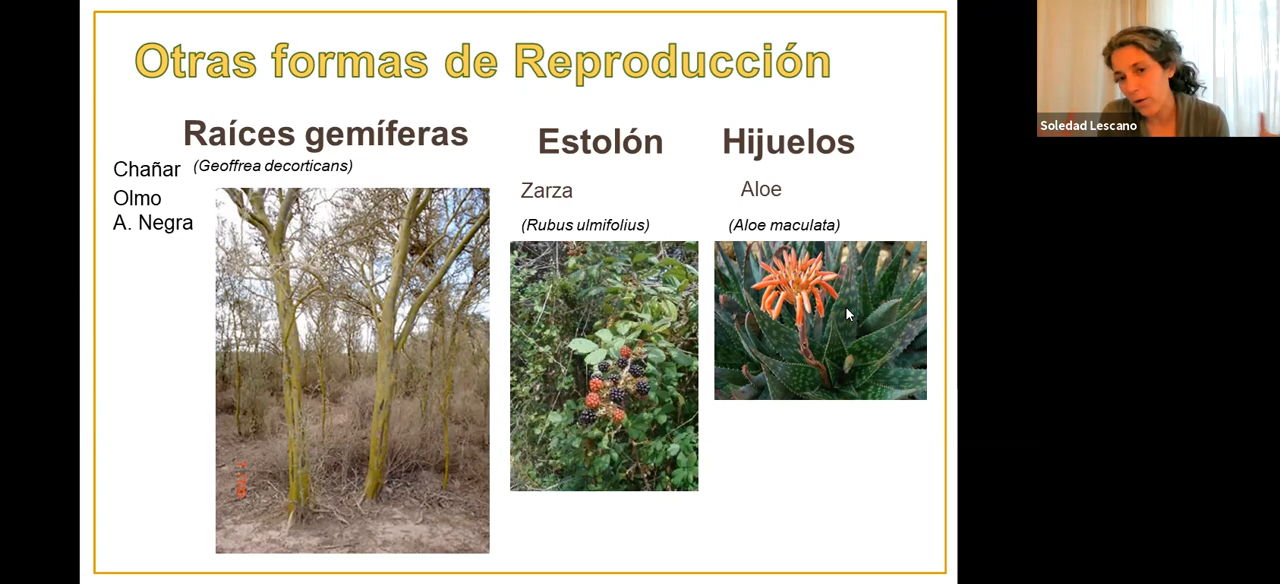 Otras formas de Reproducción
Raíces gemíferas
Chañar (Geoffrea decorticans)
Olmo
A. Negra
Estolón
Zarza
(Rubus ulmifolius)
Hijuelos
Aloe
(Aloe maculata)
Soledad Lescano